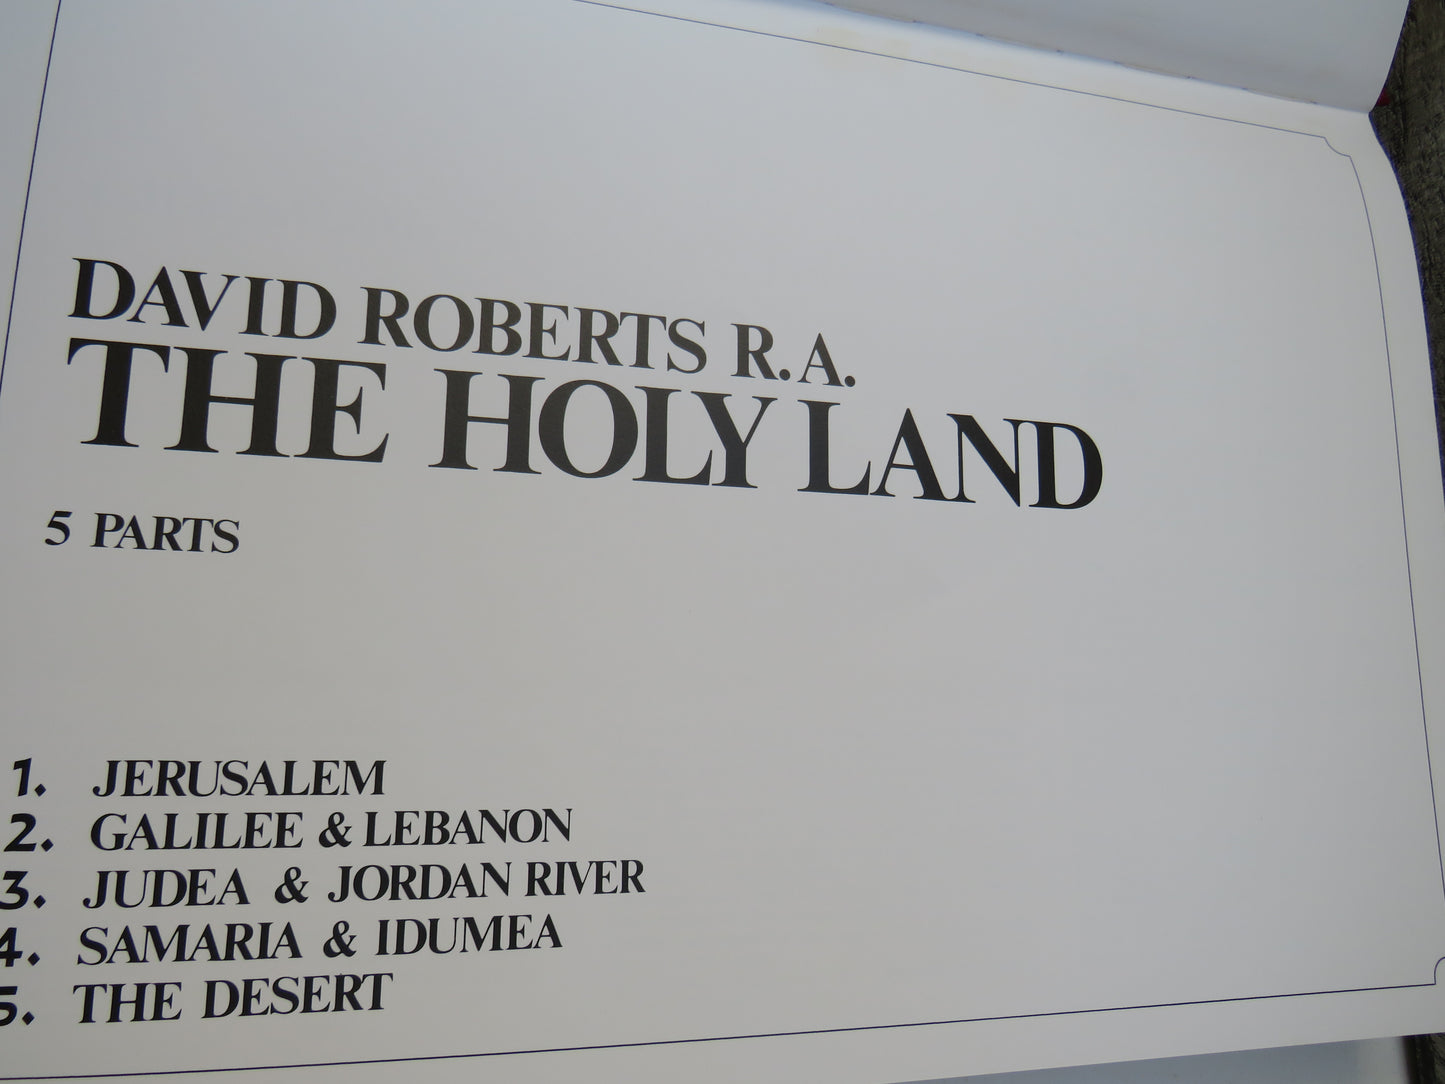 DAVID ROBERTS R.A.
THE HOLY LAND
5 PARTS
1. JERUSALEM
2. GALILEE & LEBANON
3. JUDEA & JORDAN RIVER
4. SAMARIA & IDUMEA
5. THE DESERT